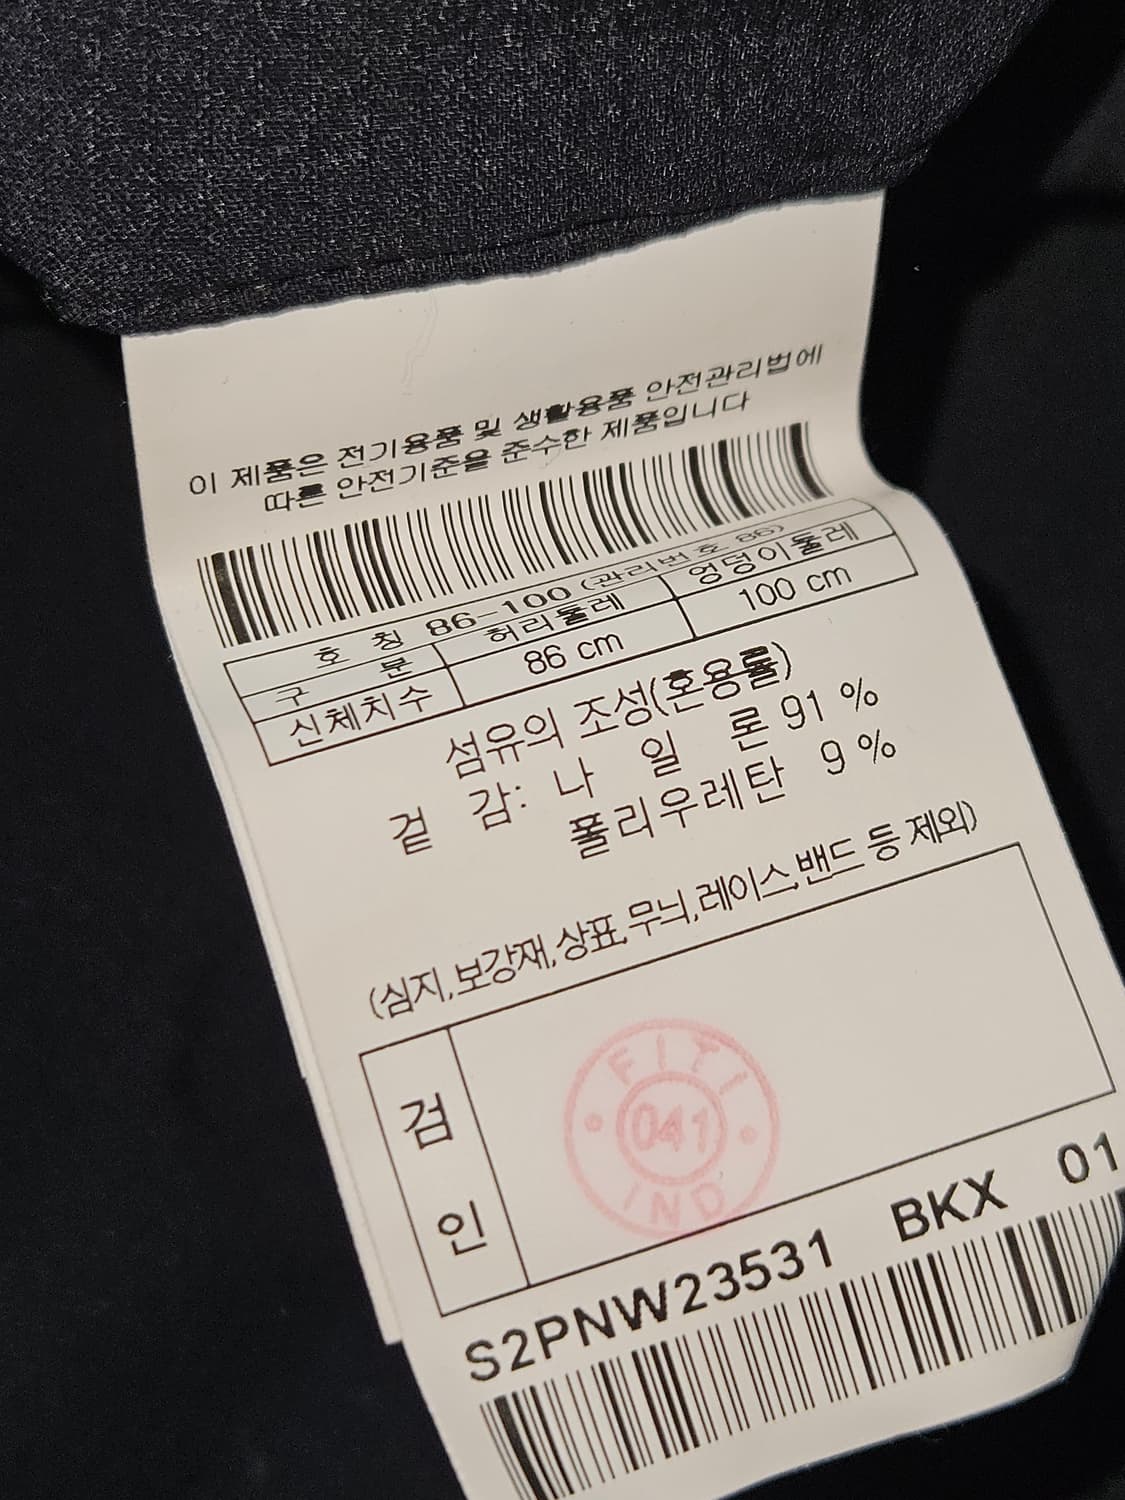 이 제품은 전기용품 및 생활용품 안전관리법에
따른 안전기준을 준수한 제품입니다
호 칭 86-100 (관리번호 86)
구 분 허리둘레 엉덩이둘레
신체치수 86 cm 100 cm
섬유의 조성(혼용률)
겉 감: 나 일 론 91 %
폴리우레탄 9 %
(심지,보강재,상표,무늬,레이스,밴드 등 제외)
검
인
FITI
041
IND
S2PNW23531 BKX 01